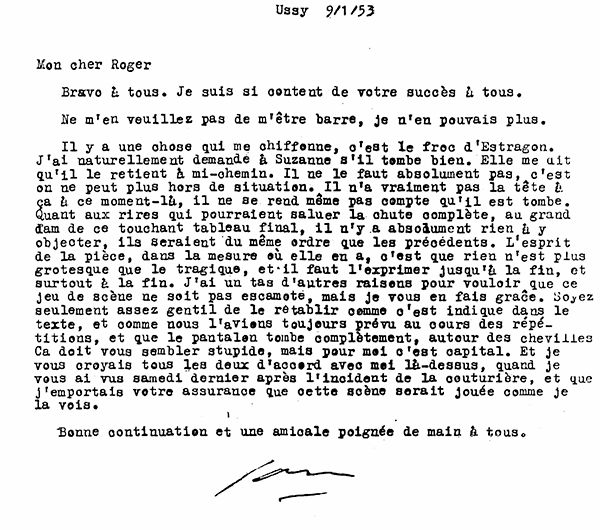 Ussy 9/1/53
Mon cher Roger
Bravo à tous. Je suis si content de votre succès à tous.
Ne m'en veuillez pas de m'être barre, je n'en pouvais plus.
Il y a une chose qui me chiffonne, c'est le froc d'Estragon.
J'ai naturellement demandé à Suzanne s'il tombe bien. Elle me dit
qu'il le retient à mi-chemin. Il ne le faut absolument pas, c'est
on ne peut plus hors de situation. Il n'a vraiment pas la tête à
ça à ce moment-là, il ne se rend même pas compte qu'il est tombe.
Quant aux rires qui pourraient saluer la chute complète, au grand
dam de ce touchant tableau final, il n'y a absolument rien à y
objecter, ils seraient du même ordre que les précédents. L'esprit
de la pièce, dans la mesure où elle en a, c'est que rien n'est plus
grotesque que le tragique, et il faut l'exprimer jusqu'à la fin, et
surtout à la fin. J'ai un tas d'autres raisons pour vouloir que ce
jeu de scène ne soit pas escamoté, mais je vous en fais grâce. Soyez
seulement assez gentil de le rétablir comme c'est indique dans le
texte, et comme nous l'avions toujours prévu au cours des répé-
titions, et que le pantalon tombe complètement, autour des chevilles
Ca doit vous sembler stupide, mais pour moi c'est capital. Et je
vous croyais tous les deux d'accord avec moi là-dessus, quand je
vous ai vus samedi dernier après l'incident de la couturière, et que
j'emportais votre assurance que cette scène serait jouée comme je
la vois.
Bonne continuation et une amicale poignée de main à tous.